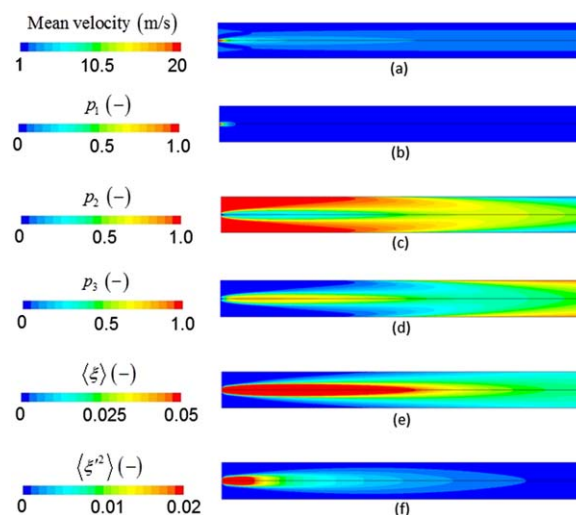 Mean velocity (m/s)
1 10.5 20
(a)
p₁ (−)
0 0.5 1.0
(b)
p₂ (−)
0 0.5 1.0
(c)
p₃ (−)
0 0.5 1.0
(d)
⟨ξ⟩ (−)
0 0.025 0.05
(e)
⟨ξ′²⟩ (−)
0 0.01 0.02
(f)